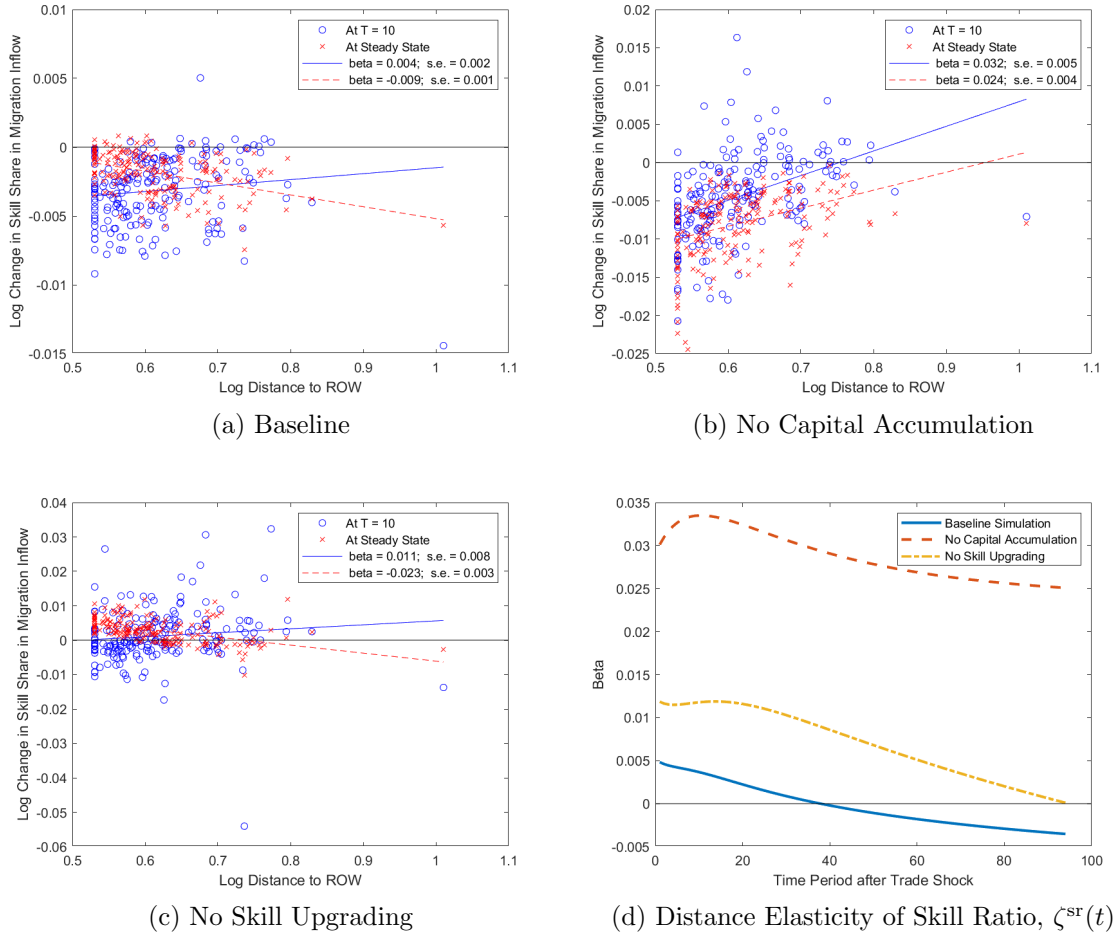 0.01
0.005
0
-0.005
-0.01
-0.015
0.5
0.6
0.7
0.8
0.9
1
1.1
Log Change in Skill Share in Migration Inflow
Log Distance to ROW
At T = 10
At Steady State
beta = 0.004; s.e. = 0.002
beta = -0.009; s.e. = 0.001
(a) Baseline
0.02
0.015
0.01
0.005
0
-0.005
-0.01
-0.015
-0.02
-0.025
0.5
0.6
0.7
0.8
0.9
1
1.1
Log Change in Skill Share in Migration Inflow
Log Distance to ROW
At T = 10
At Steady State
beta = 0.032; s.e. = 0.005
beta = 0.024; s.e. = 0.004
(b) No Capital Accumulation
0.04
0.03
0.02
0.01
0
-0.01
-0.02
-0.03
-0.04
-0.05
-0.06
0.5
0.6
0.7
0.8
0.9
1
1.1
Log Change in Skill Share in Migration Inflow
Log Distance to ROW
At T = 10
At Steady State
beta = 0.011; s.e. = 0.008
beta = -0.023; s.e. = 0.003
(c) No Skill Upgrading
0.035
0.03
0.025
0.02
0.015
0.01
0.005
0
-0.005
0
20
40
60
80
100
Beta
Time Period after Trade Shock
Baseline Simulation
No Capital Accumulation
No Skill Upgrading
(d) Distance Elasticity of Skill Ratio, ζ^sr(t)